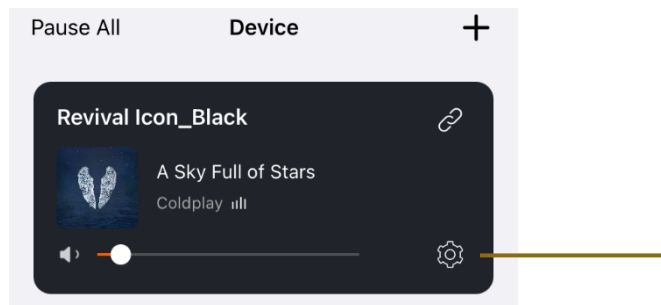 Pause All Device +
Revival Icon_Black
A Sky Full of Stars
Coldplay